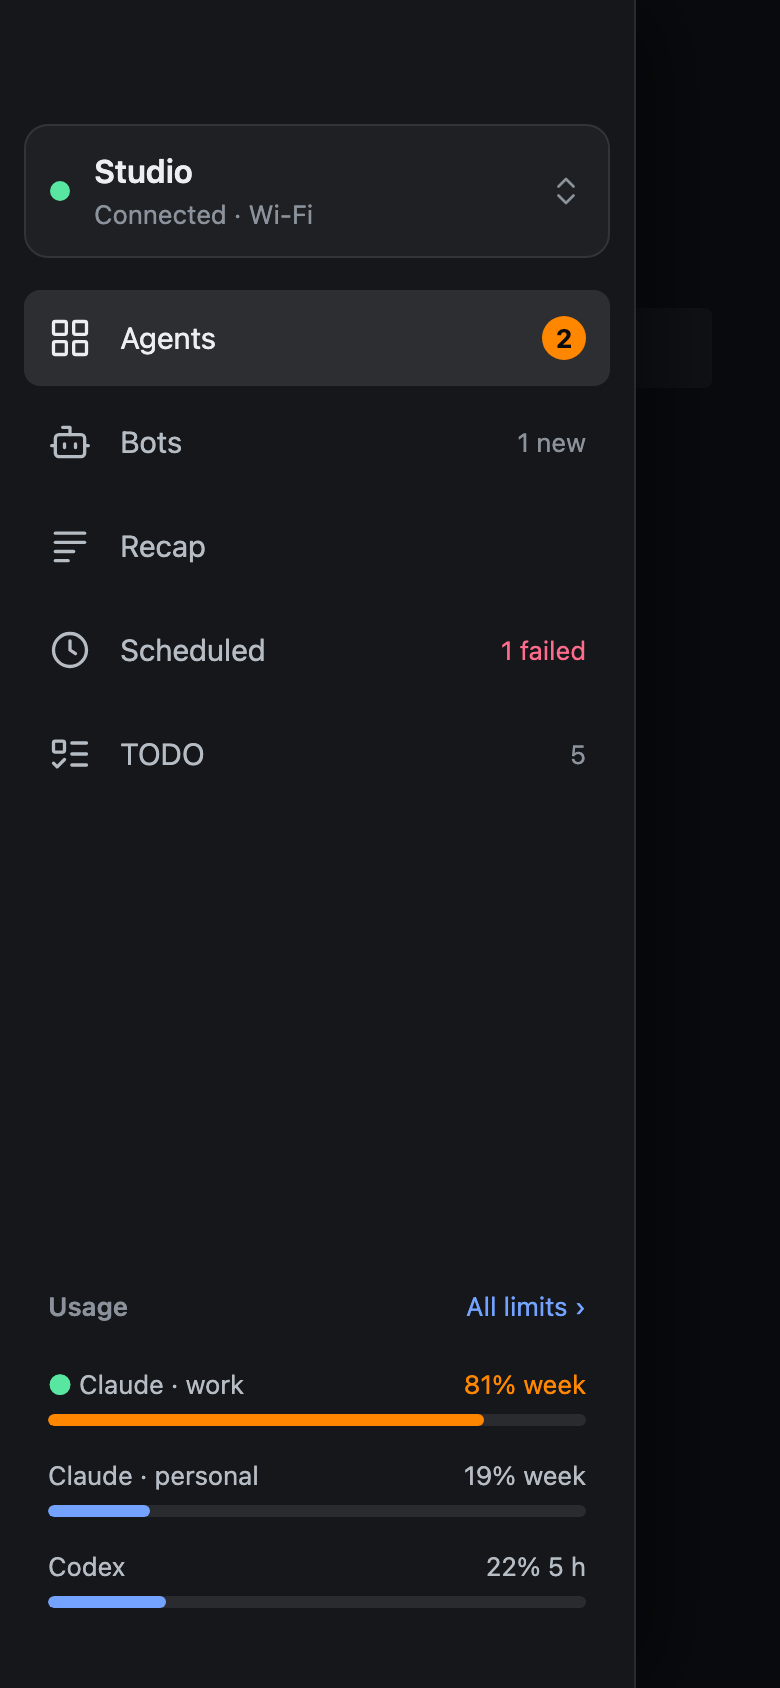 Studio
Connected · Wi-Fi
Agents 2
Bots 1 new
Recap
Scheduled 1 failed
TODO 5
Usage All limits ›
Claude · work 81% week
Claude · personal 19% week
Codex 22% 5 h